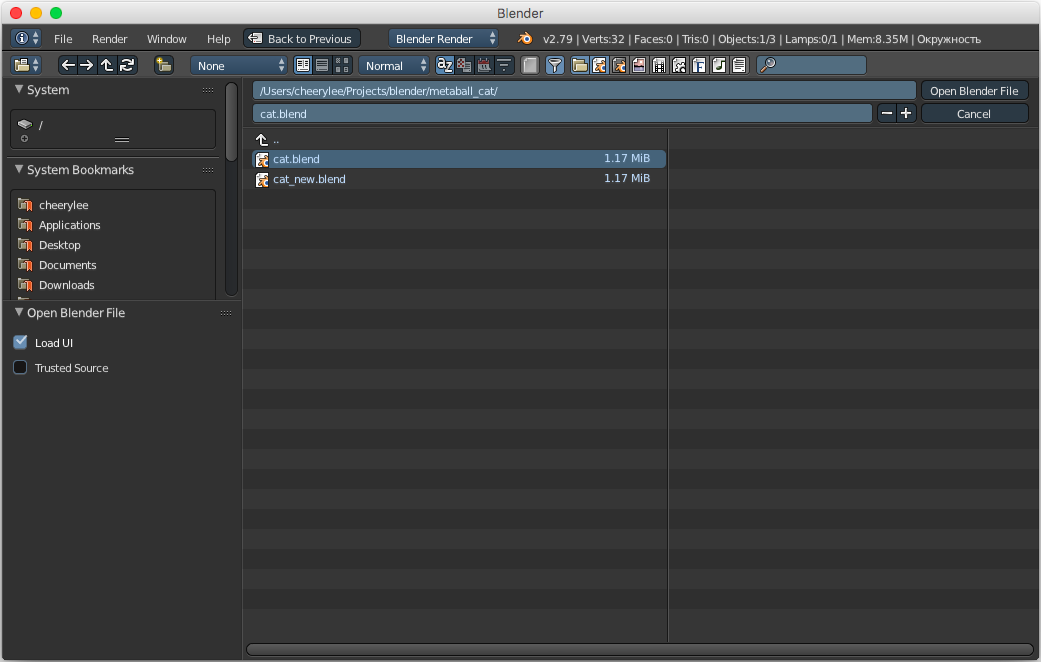 Blender
File Render Window Help Back to Previous Blender Render v2.79 | Verts:32 | Faces:0 | Tris:0 | Objects:1/3 | Lamps:0/1 | Mem:8.35M | Окружность
None Normal
System
/Users/cheerylee/Projects/blender/metaball_cat/ Open Blender File
cat.blend Cancel
/
..
cat.blend 1.17 MiB
cat_new.blend 1.17 MiB
System Bookmarks
cheerylee
Applications
Desktop
Documents
Downloads
Open Blender File
Load UI
Trusted Source